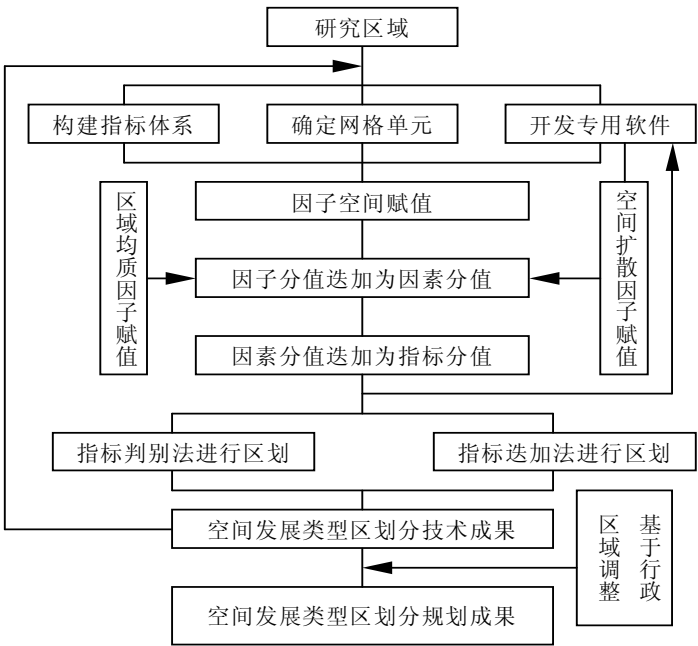 研究区域
构建指标体系
确定网格单元
开发专用软件
因子空间赋值
区域均质因子赋值
空间扩散因子赋值
因子分值迭加为因素分值
因素分值迭加为指标分值
指标判别法进行区划
指标迭加法进行区划
空间发展类型区划分技术成果
基于行政
区域调整
空间发展类型区划分规划成果